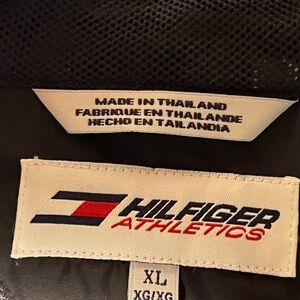 MADE IN THAILAND
FABRIQUE EN THAILANDE
HECHO EN TAILANDIA
HILFIGER
ATHLETICS
XL
XG/XG